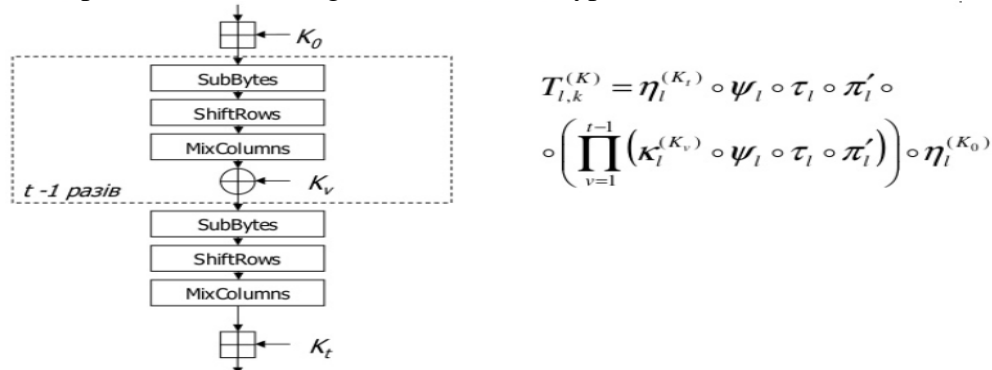 K₀
SubBytes
ShiftRows
MixColumns
Kᵥ
t -1 разів
SubBytes
ShiftRows
MixColumns
Kₜ
T_{l,k}^{(K)} = η_l^{(K_t)} ∘ ψ_l ∘ τ_l ∘ π′_l ∘
∘ ( ∏_{v=1}^{t−1} ( κ_l^{(K_v)} ∘ ψ_l ∘ τ_l ∘ π′_l ) ) ∘ η_l^{(K_0)}